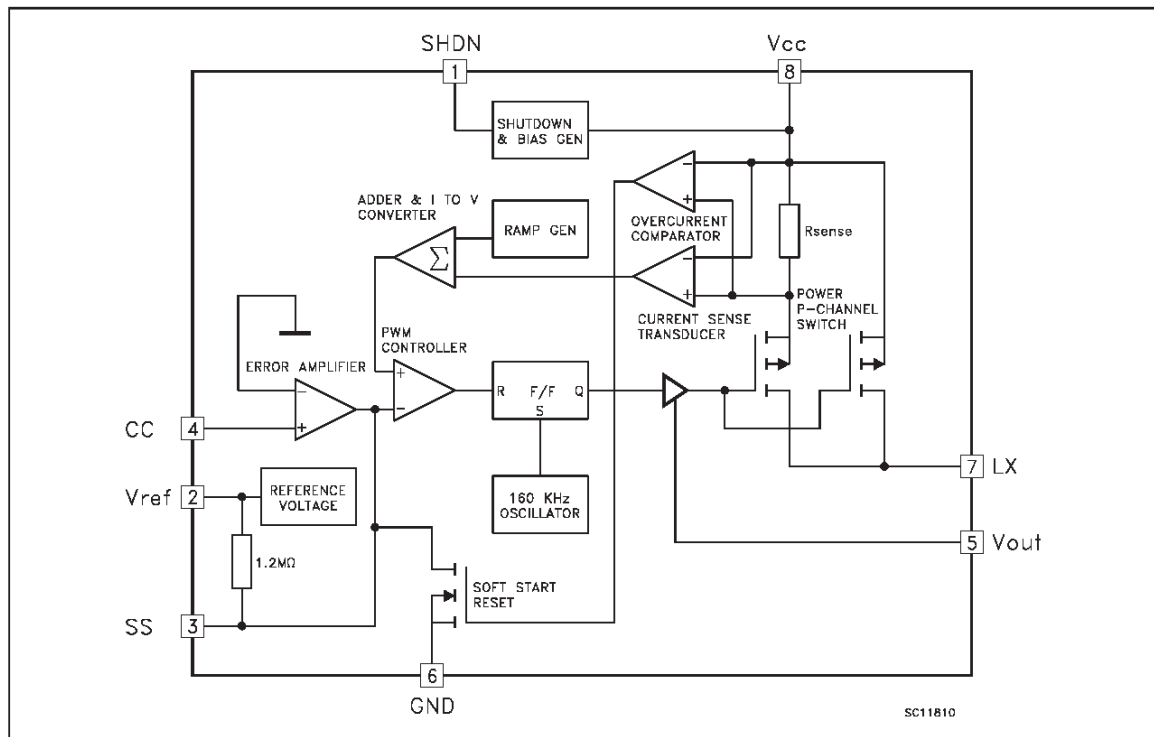 SHDN
Vcc
1
8
SHUTDOWN
& BIAS GEN
ADDER & I TO V
CONVERTER
RAMP GEN
Σ
−
+
OVERCURRENT
COMPARATOR
Rsense
−
+
CURRENT SENSE
TRANSDUCER
POWER
P-CHANNEL
SWITCH
PWM
CONTROLLER
ERROR AMPLIFIER
−
+
+
−
R F/F Q
S
CC 4
7 LX
Vref 2
REFERENCE
VOLTAGE
160 KHz
OSCILLATOR
5 Vout
1.2MΩ
SOFT START
RESET
SS 3
6
GND
SC11810